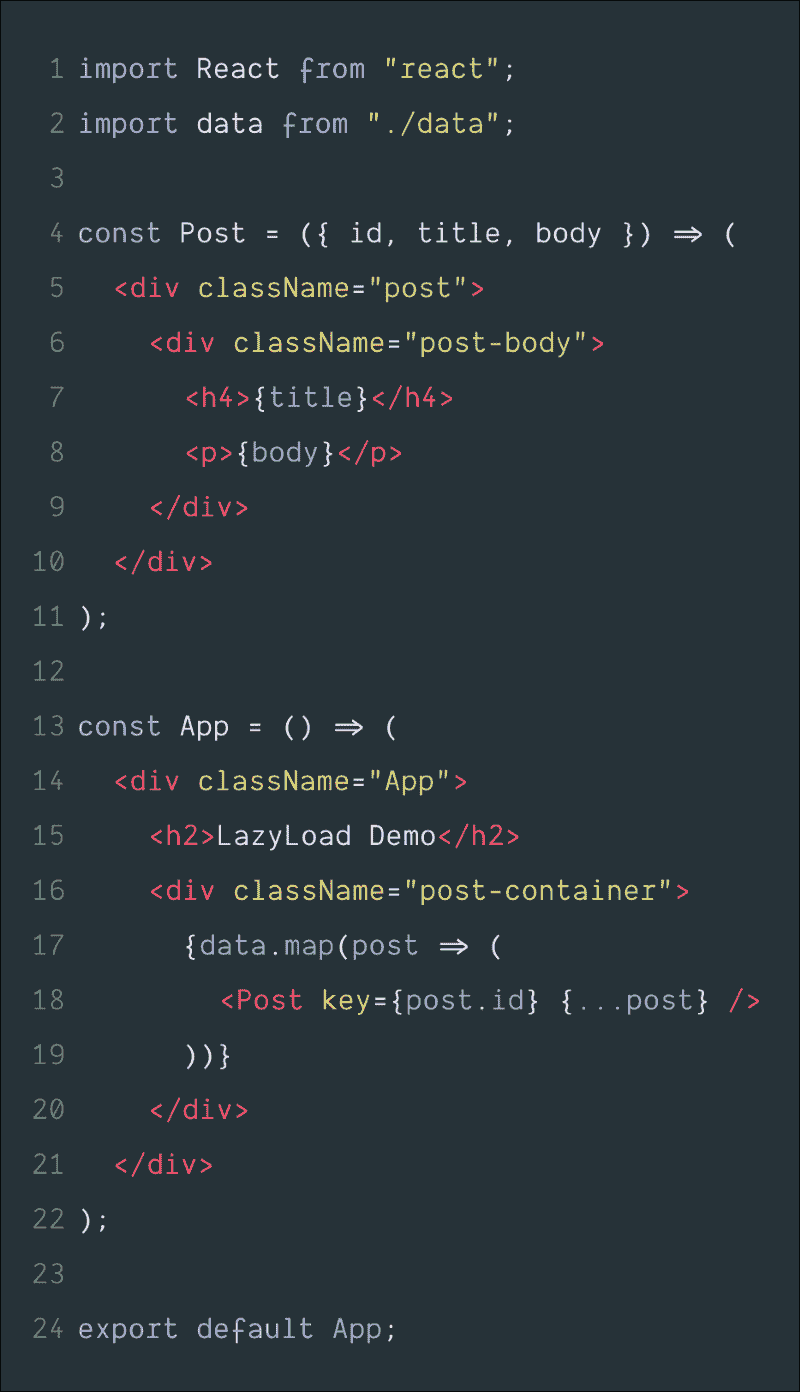 1 import React from "react";
2 import data from "./data";
3
4 const Post = ({ id, title, body }) => (
5   <div className="post">
6     <div className="post-body">
7       <h4>{title}</h4>
8       <p>{body}</p>
9     </div>
10   </div>
11 );
12
13 const App = () => (
14   <div className="App">
15     <h2>LazyLoad Demo</h2>
16     <div className="post-container">
17       {data.map(post => (
18         <Post key={post.id} {...post} />
19       ))}
20     </div>
21   </div>
22 );
23
24 export default App;